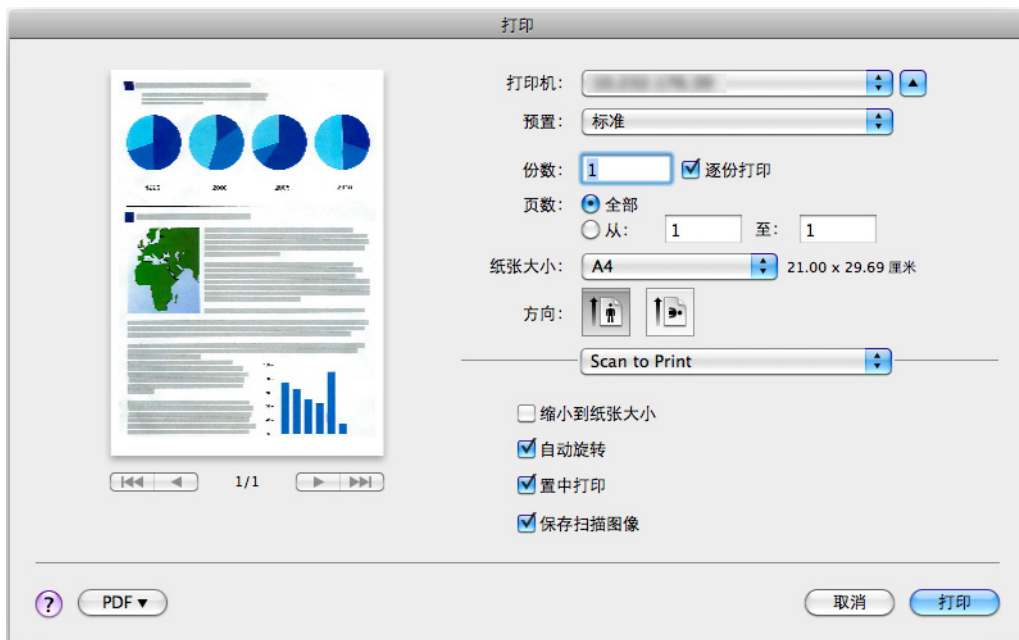 打印
打印机：
预置： 标准
份数： 1 逐份打印
页数： 全部
从： 1 至： 1
纸张大小： A4 21.00 x 29.69 厘米
方向：
Scan to Print
缩小到纸张大小
自动旋转
置中打印
保存扫描图像
2000 2005
1/1
? PDF 取消 打印